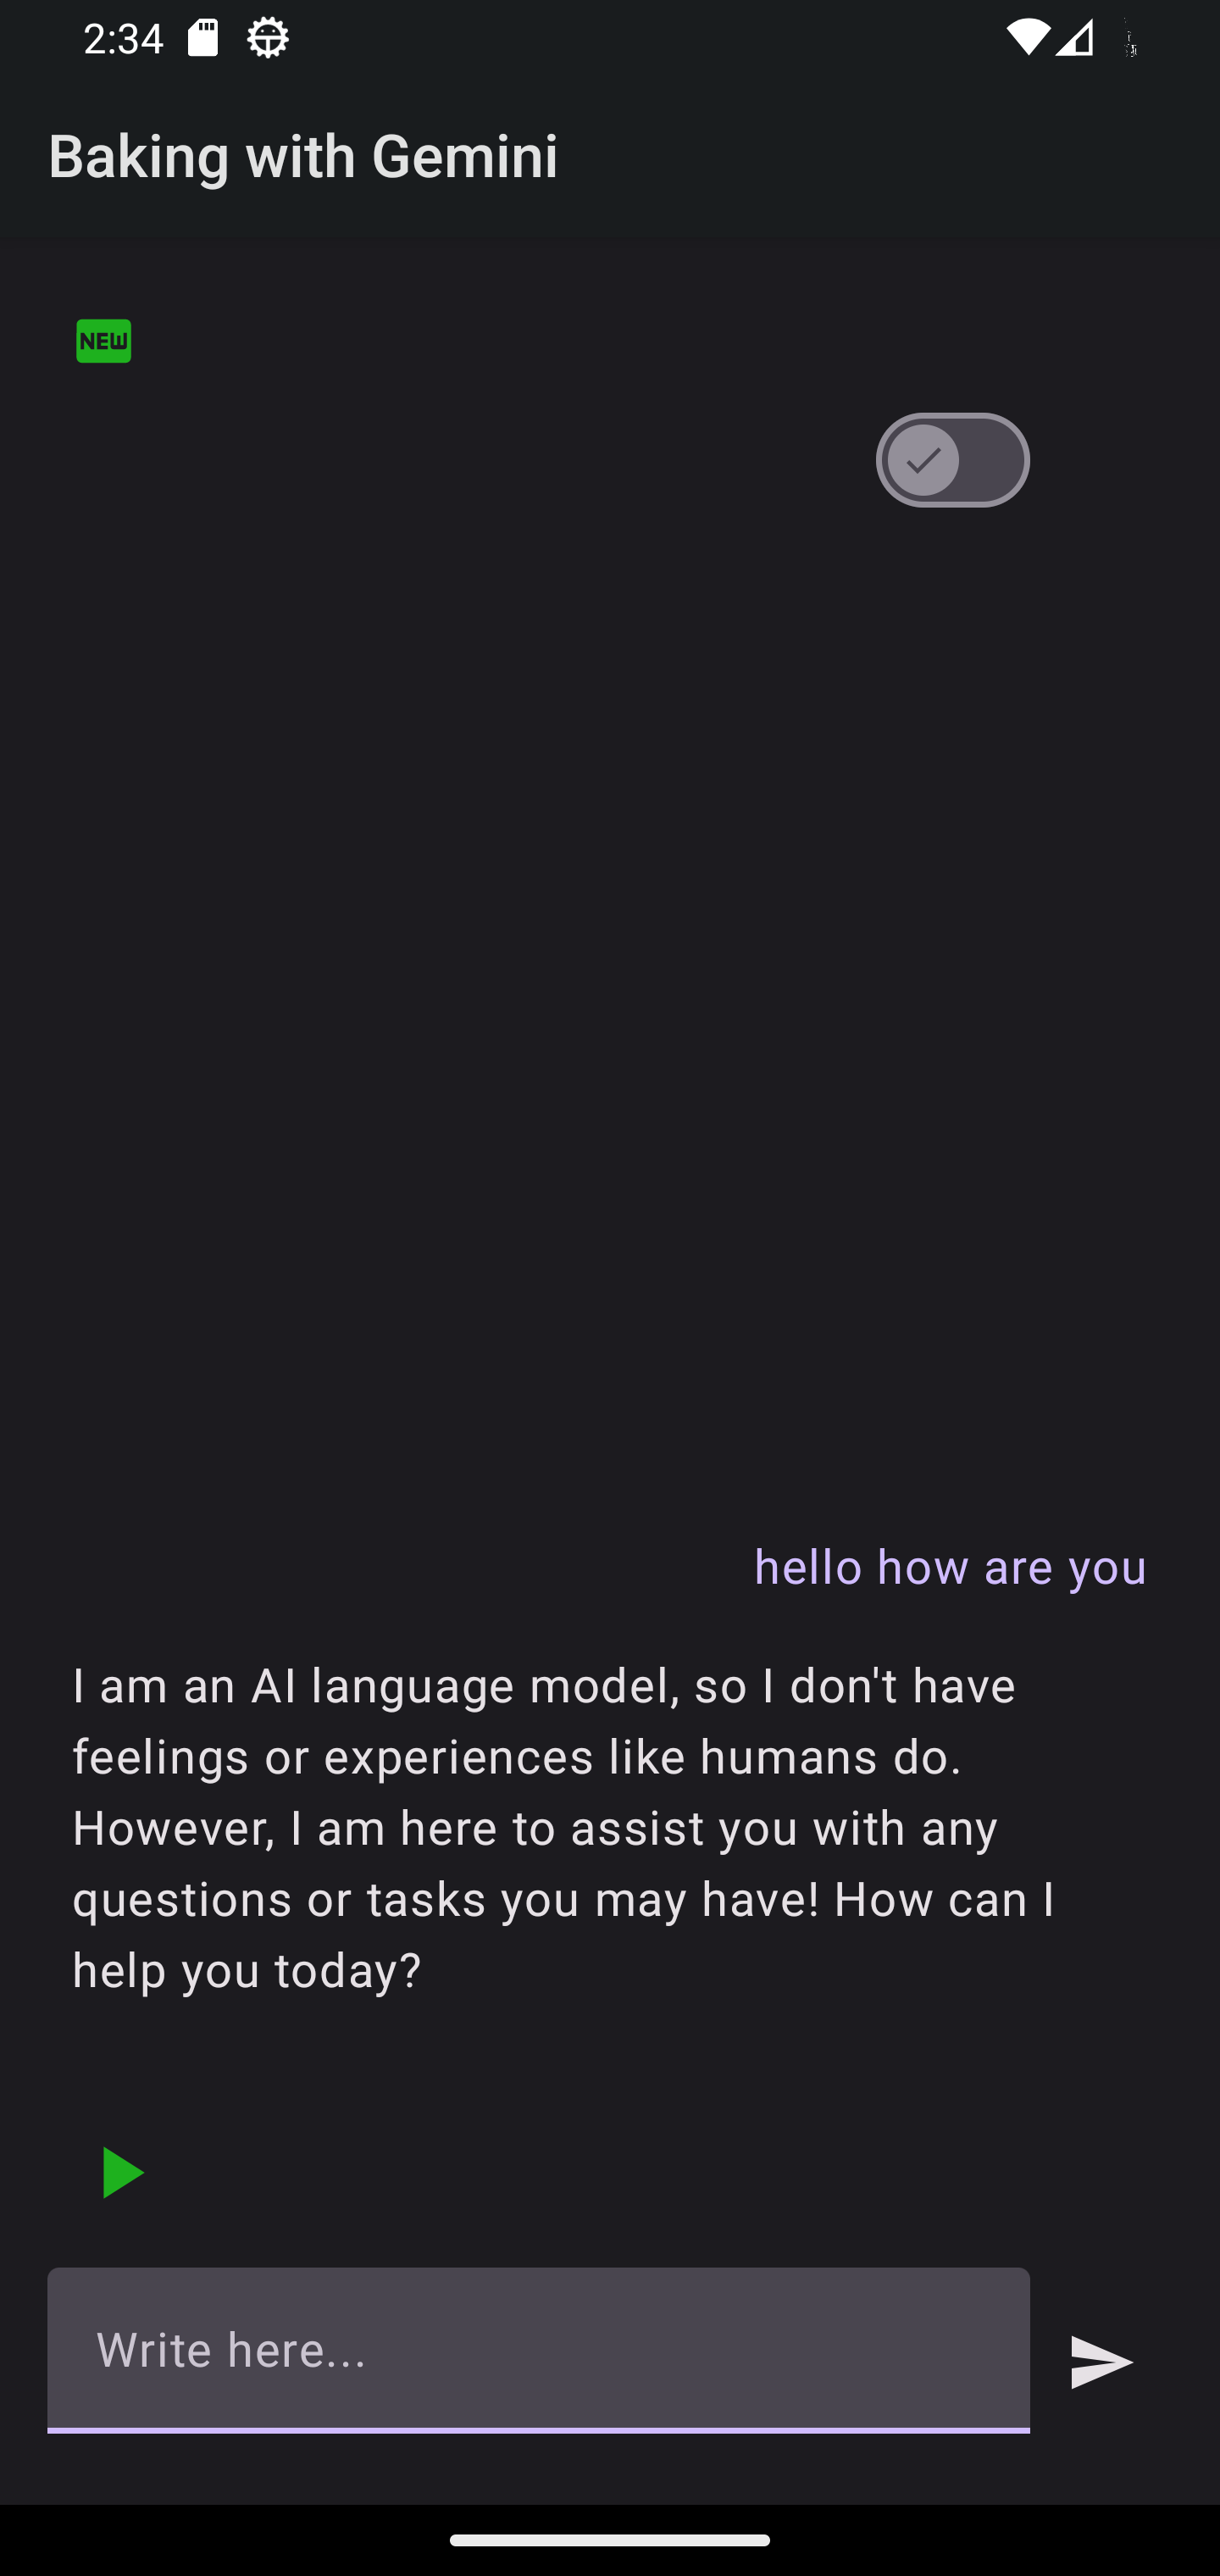 2:34
Baking with Gemini
NEW
hello how are you
I am an AI language model, so I don't have
feelings or experiences like humans do.
However, I am here to assist you with any
questions or tasks you may have! How can I
help you today?
Write here...